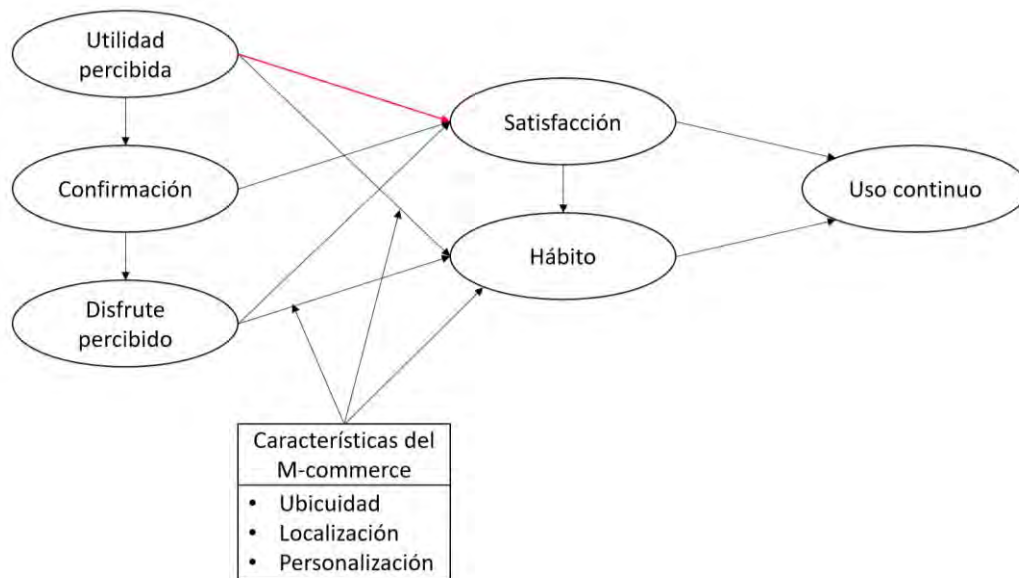 Utilidad
percibida
Confirmación
Disfrute
percibido
Satisfacción
Hábito
Uso continuo
Características del
M-commerce
• Ubicuidad
• Localización
• Personalización